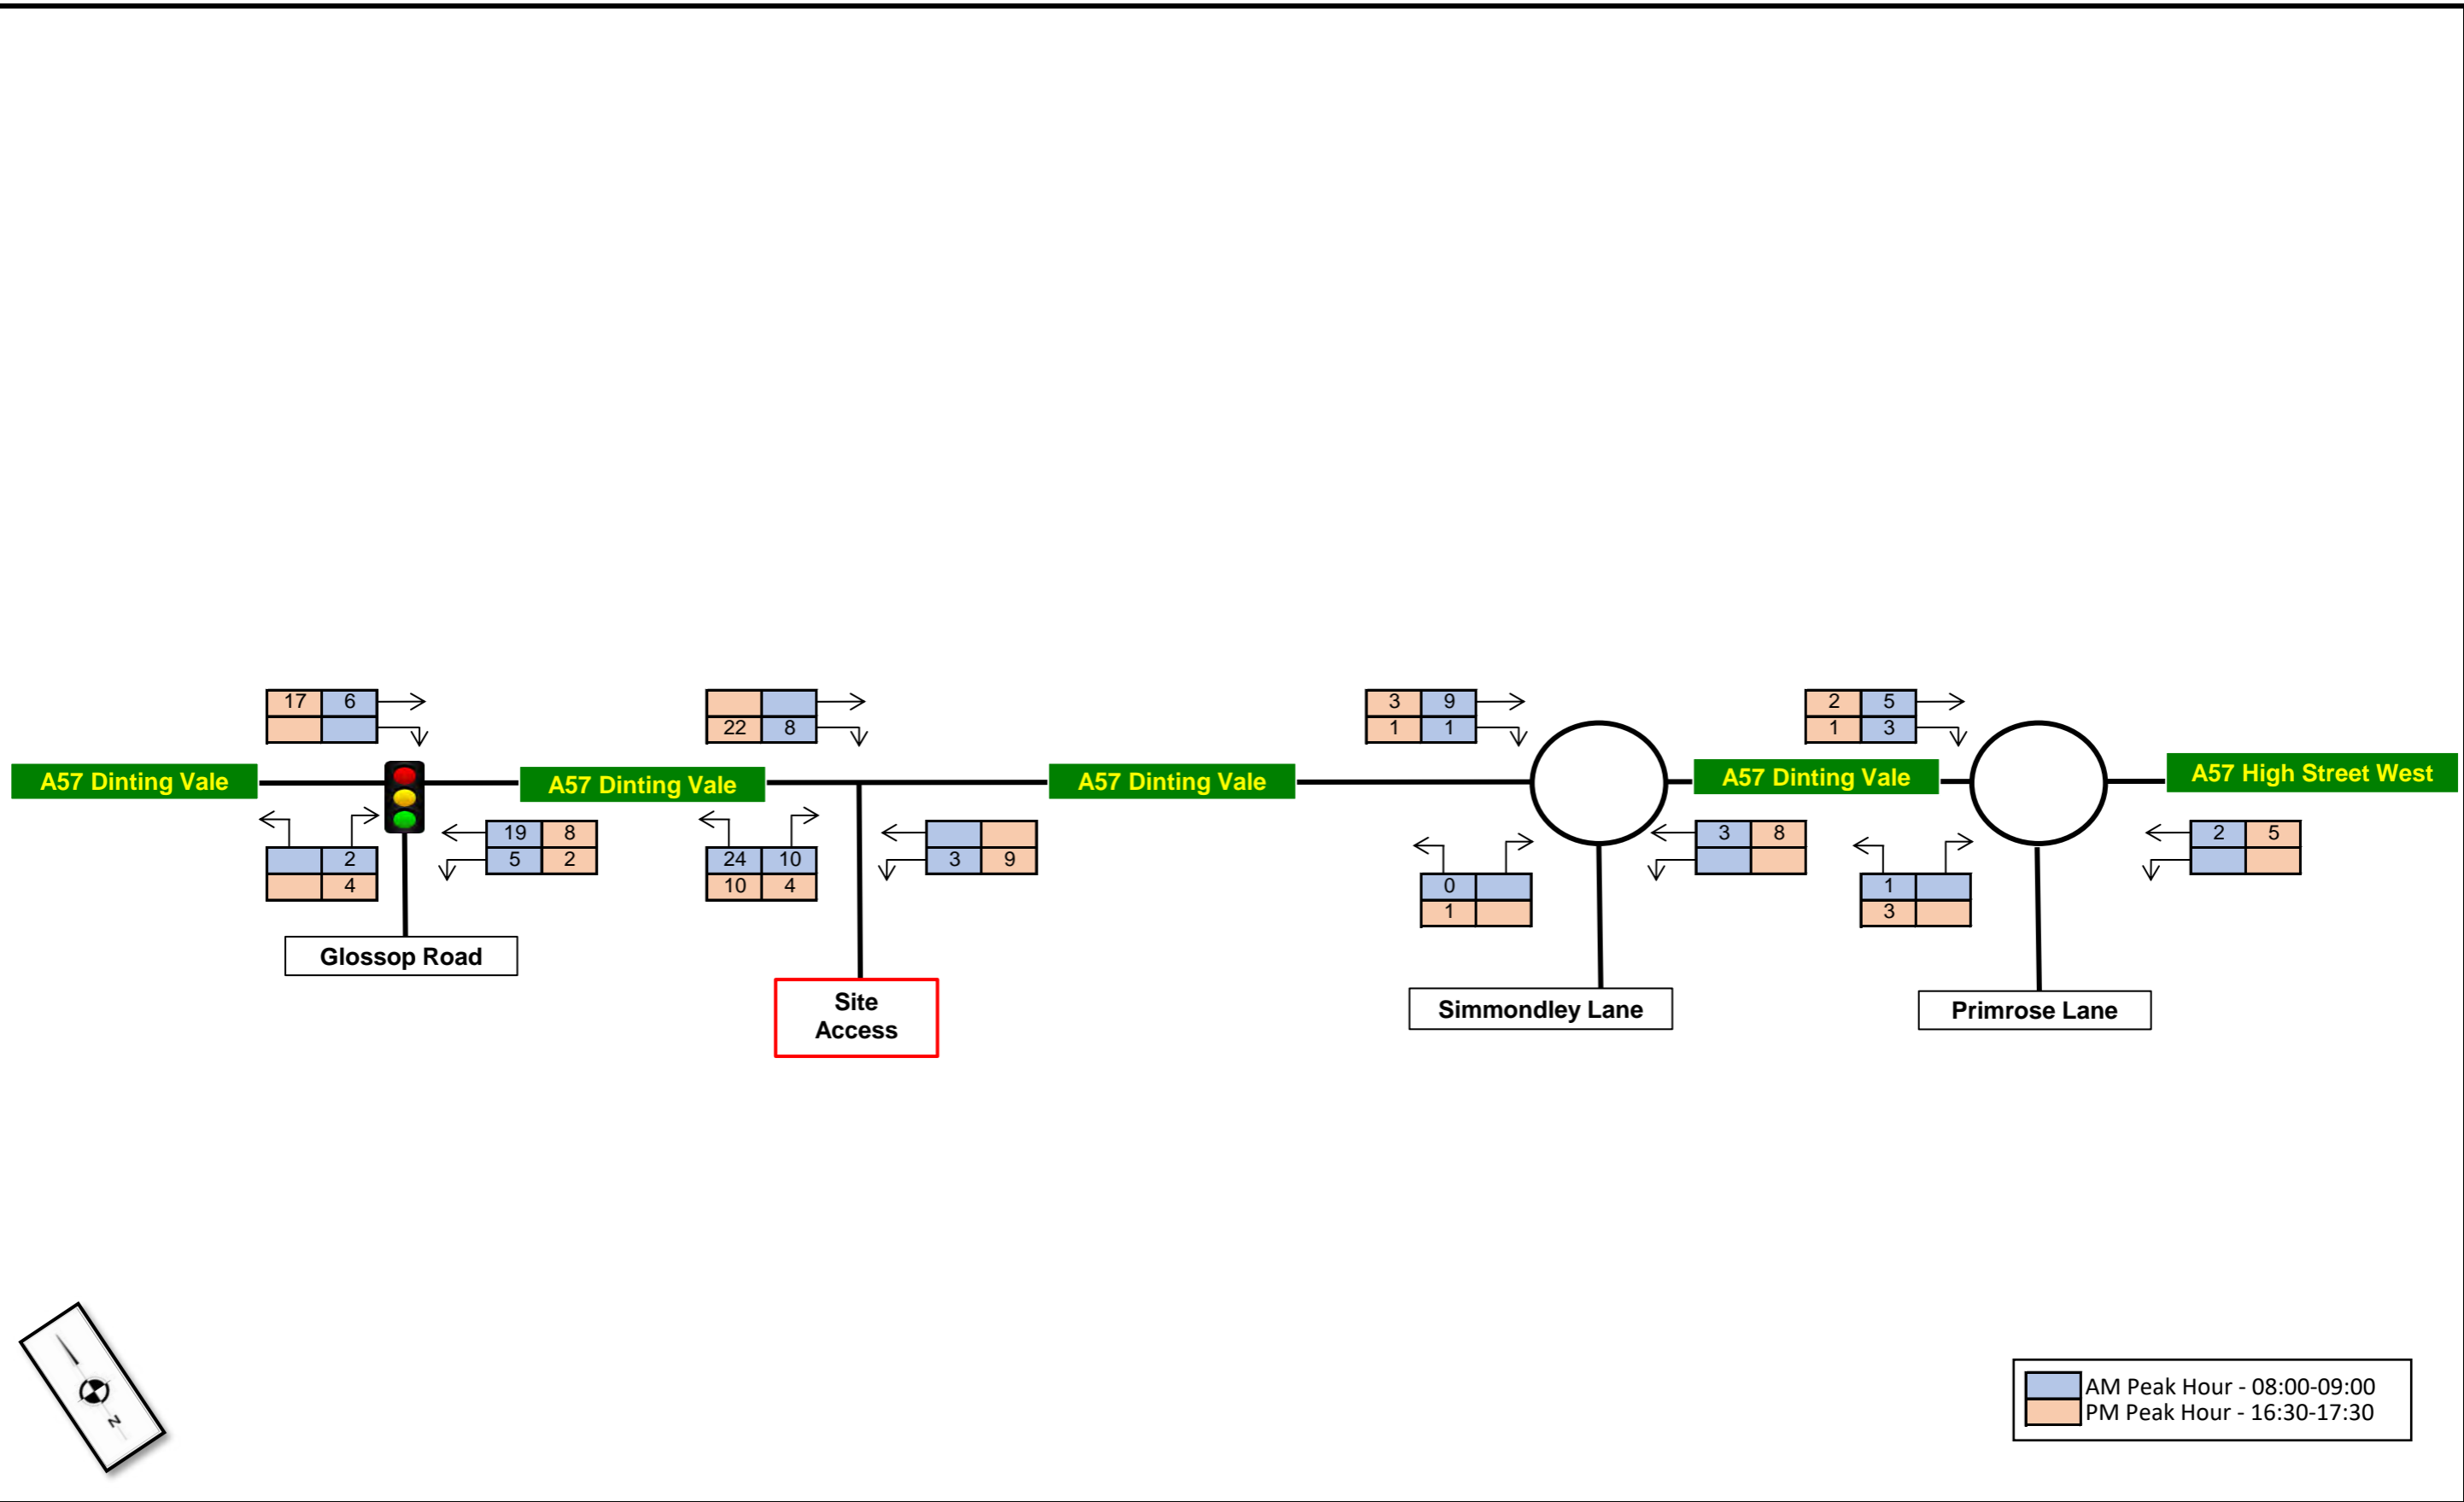 17 6
22 8
3 9
1 1
2 5
1 3
A57 Dinting Vale
A57 Dinting Vale
A57 Dinting Vale
A57 Dinting Vale
A57 High Street West
2
4
19 8
5 2
24 10
10 4
3 9
0
1
3 8
1
3
2 5
Glossop Road
Site
Access
Simmondley Lane
Primrose Lane
N
AM Peak Hour - 08:00-09:00
PM Peak Hour - 16:30-17:30